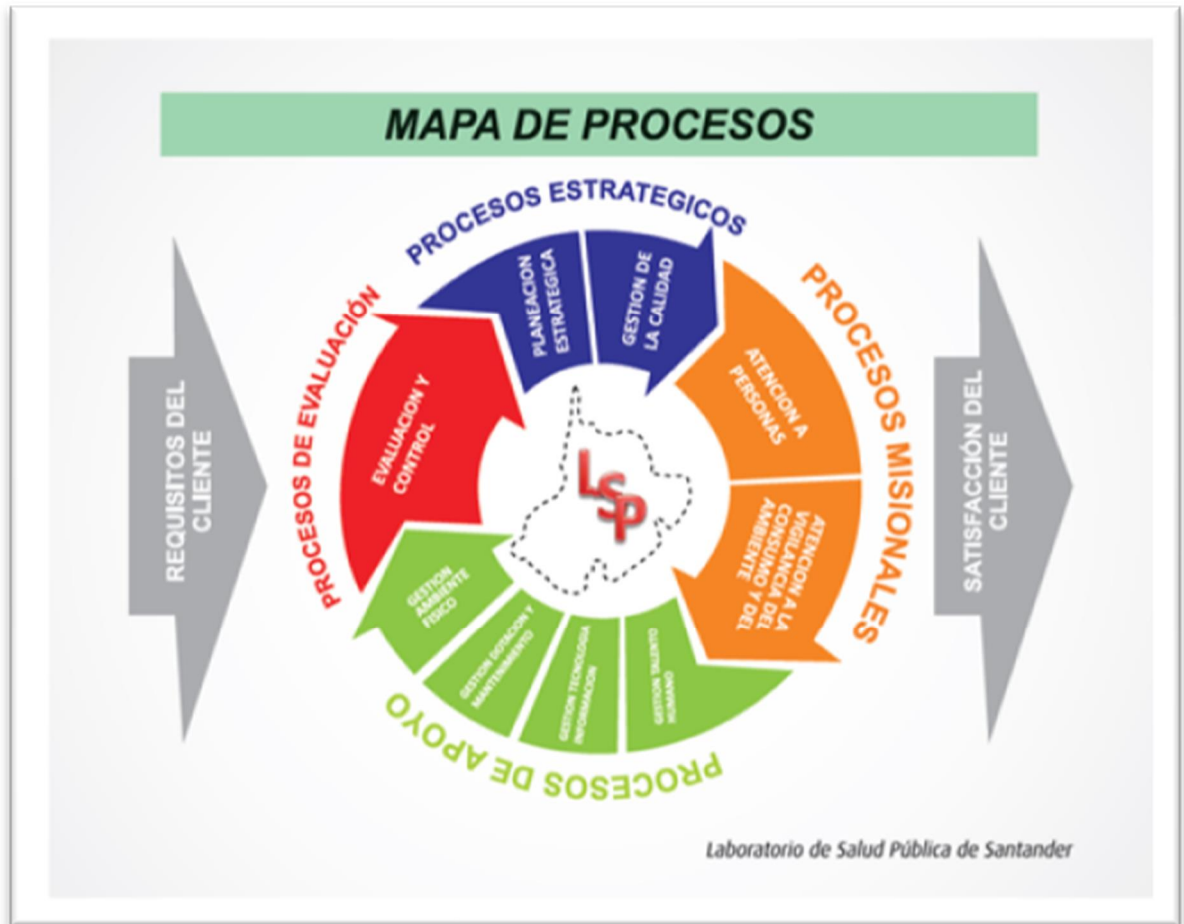 MAPA DE PROCESOS
REQUISITOS DEL
CLIENTE
PROCESOS ESTRATEGICOS
PLANEACION
ESTRATEGICA
GESTION DE
LA CALIDAD
PROCESOS MISIONALES
ATENCION A
PERSONAS
ATENCION A LA
VIGILANCIA DEL
CONSUMO Y DEL
AMBIENTE
PROCESOS DE APOYO
GESTION TALENTO
HUMANO
GESTION TECNOLOGIA
INFORMACION
GESTION DOTACION Y
MANTENIMIENTO
GESTION
AMBIENTE
FISICO
PROCESOS DE EVALUACIÓN
EVALUACION Y
CONTROL
LSP
SATISFACCIÓN DEL
CLIENTE
Laboratorio de Salud Pública de Santander